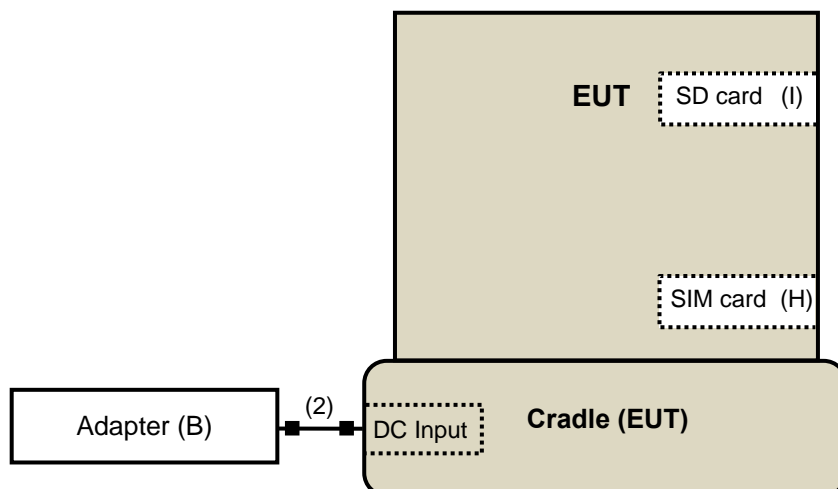 EUT
SD card (I)
SIM card (H)
Adapter (B)
(2)
DC Input
Cradle (EUT)